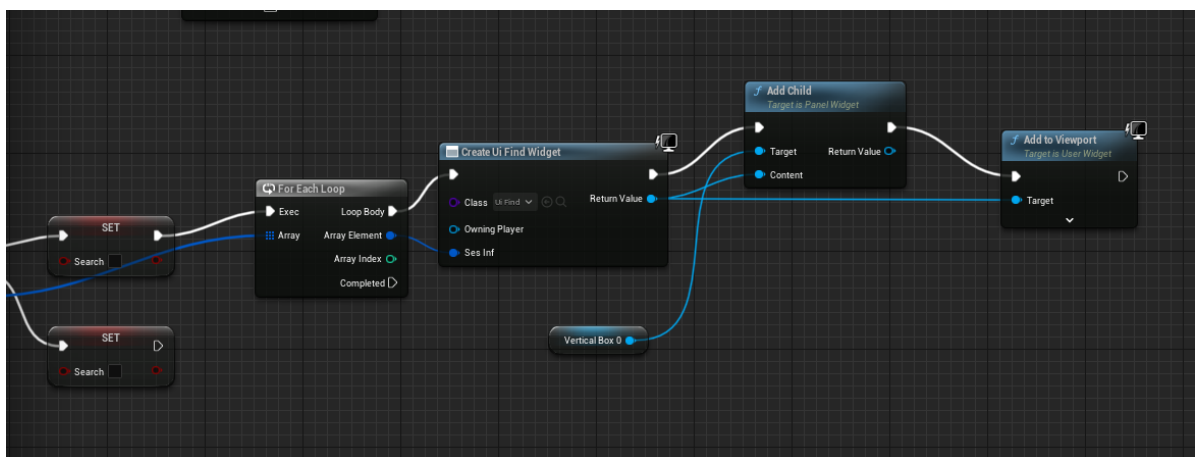 SET
Search
SET
Search
For Each Loop
Exec
Loop Body
Array
Array Element
Array Index
Completed
Create Ui Find Widget
Class
Ui Find
Return Value
Owning Player
Ses Inf
Vertical Box 0
f Add Child
Target is Panel Widget
Target
Return Value
Content
f Add to Viewport
Target is User Widget
Target